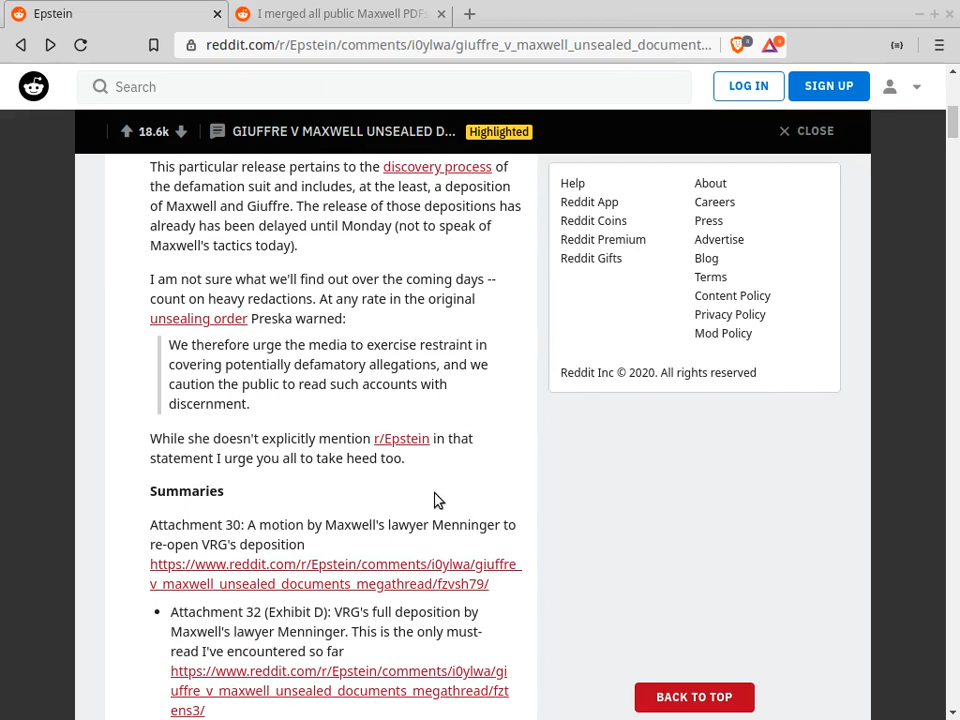 Epstein
I merged all public Maxwell PDFs
reddit.com/r/Epstein/comments/i0ylwa/giuffre_v_maxwell_unsealed_document...
Search
LOG IN
SIGN UP
18.6k
GIUFFRE V MAXWELL UNSEALED D...
Highlighted
CLOSE
This particular release pertains to the discovery process of
the defamation suit and includes, at the least, a deposition
of Maxwell and Giuffre. The release of those depositions has
already has been delayed until Monday (not to speak of
Maxwell's tactics today).
I am not sure what we'll find out over the coming days --
count on heavy redactions. At any rate in the original
unsealing order Preska warned:
We therefore urge the media to exercise restraint in
covering potentially defamatory allegations, and we
caution the public to read such accounts with
discernment.
While she doesn't explicitly mention r/Epstein in that
statement I urge you all to take heed too.
Summaries
Attachment 30: A motion by Maxwell's lawyer Menninger to
re-open VRG's deposition
https://www.reddit.com/r/Epstein/comments/i0ylwa/giuffre_
v_maxwell_unsealed_documents_megathread/fzvsh79/
• Attachment 32 (Exhibit D): VRG's full deposition by
Maxwell's lawyer Menninger. This is the only must-
read I've encountered so far
https://www.reddit.com/r/Epstein/comments/i0ylwa/gi
uffre_v_maxwell_unsealed_documents_megathread/fzt
ens3/
Help
Reddit App
Reddit Coins
Reddit Premium
Reddit Gifts
About
Careers
Press
Advertise
Blog
Terms
Content Policy
Privacy Policy
Mod Policy
Reddit Inc © 2020. All rights reserved
BACK TO TOP